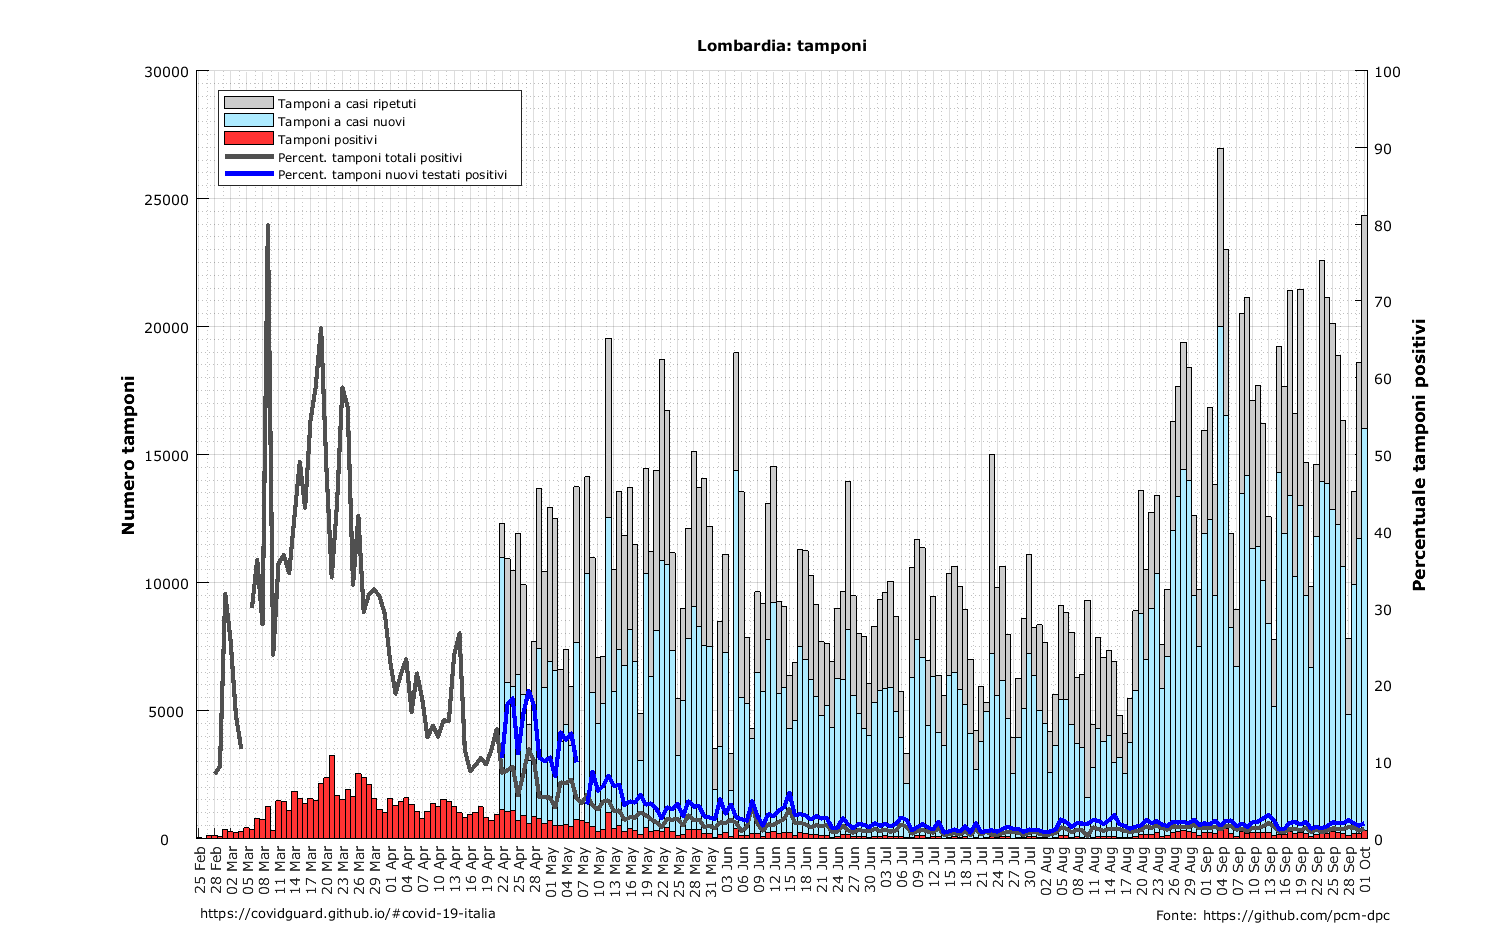 Lombardia: tamponi
30000
25000
20000
15000
10000
5000
0
Numero tamponi
Tamponi a casi ripetuti
Tamponi a casi nuovi
Tamponi positivi
Percent. tamponi totali positivi
Percent. tamponi nuovi testati positivi
100
90
80
70
60
50
40
30
20
10
0
Percentuale tamponi positivi
25 Feb
28 Feb
02 Mar
05 Mar
08 Mar
11 Mar
14 Mar
17 Mar
20 Mar
23 Mar
26 Mar
29 Mar
01 Apr
04 Apr
07 Apr
10 Apr
13 Apr
16 Apr
19 Apr
22 Apr
25 Apr
28 Apr
01 May
04 May
07 May
10 May
13 May
16 May
19 May
22 May
25 May
28 May
31 May
03 Jun
06 Jun
09 Jun
12 Jun
15 Jun
18 Jun
21 Jun
24 Jun
27 Jun
30 Jun
03 Jul
06 Jul
09 Jul
12 Jul
15 Jul
18 Jul
21 Jul
24 Jul
27 Jul
30 Jul
02 Aug
05 Aug
08 Aug
11 Aug
14 Aug
17 Aug
20 Aug
23 Aug
26 Aug
29 Aug
01 Sep
04 Sep
07 Sep
10 Sep
13 Sep
16 Sep
19 Sep
22 Sep
25 Sep
28 Sep
01 Oct
https://covidguard.github.io/#covid-19-italia
Fonte: https://github.com/pcm-dpc